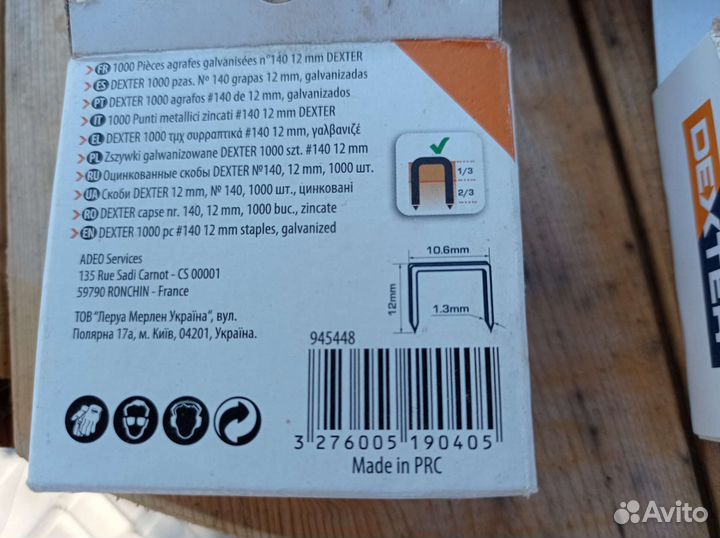 FR 1000 Pièces agrafes galvanisées n°140 12 mm DEXTER
ES DEXTER 1000 pzas. Nº 140 grapas 12 mm, galvanizadas
PT DEXTER 1000 agrafos #140 de 12 mm, galvanizados
IT 1000 Punti metallici zincati #140 12 mm DEXTER
EL DEXTER 1000 τμχ συρραπτικά #140 12 mm, γαλβανιζέ
PL Zszywki galwanizowane DEXTER 1000 szt. #140 12 mm
RU Оцинкованные скобы DEXTER №140, 12 mm, 1000 шт.
UA Скоби DEXTER 12 мм, № 140, 1000 шт., цинковані
RO DEXTER capse nr. 140, 12 mm, 1000 buc., zincate
EN DEXTER 1000 pc #140 12 mm staples, galvanized
1/3
2/3
ADEO Services
135 Rue Sadi Carnot - CS 00001
59790 RONCHIN - France
ТОВ "Леруа Мерлен Україна", вул.
Полярна 17а, м. Київ, 04201, Україна.
10.6mm
12mm
1.3mm
945448
3 276005 190405
Made in PRC
DEXTER
Avito